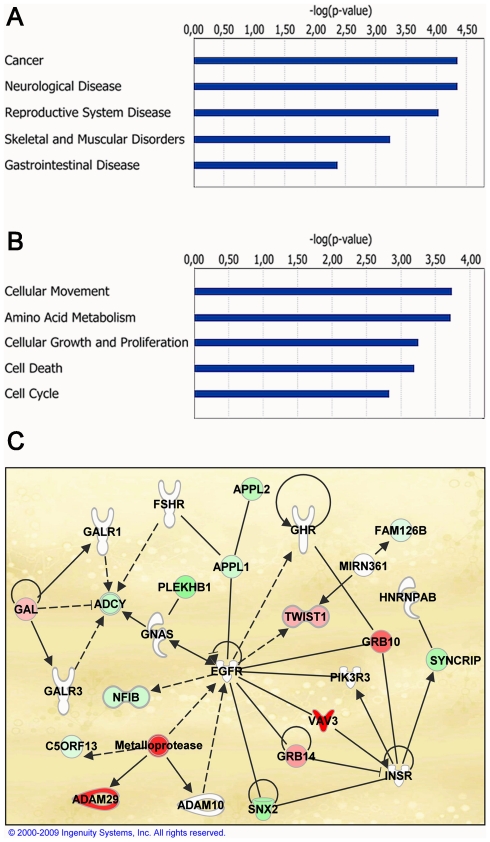 A
-log(p-value)
0,00 0,50 1,00 1,50 2,00 2,50 3,00 3,50 4,00 4,50
Cancer
Neurological Disease
Reproductive System Disease
Skeletal and Muscular Disorders
Gastrointestinal Disease
B
-log(p-value)
0,00 0,50 1,00 1,50 2,00 2,50 3,00 3,50 4,00
Cellular Movement
Amino Acid Metabolism
Cellular Growth and Proliferation
Cell Death
Cell Cycle
C
APPL2
FSHR
GHR
FAM126B
GALR1
APPL1
MIRN361
PLEKHB1
HNRNPAB
GAL
ADCY
TWIST1
GNAS
GRB10
SYNCRIP
EGFR
PIK3R3
GALR3
NFIB
VAV3
C5ORF13
Metalloprotease
GRB14
INSR
ADAM29
ADAM10
SNX2
© 2000-2009 Ingenuity Systems, Inc. All rights reserved.